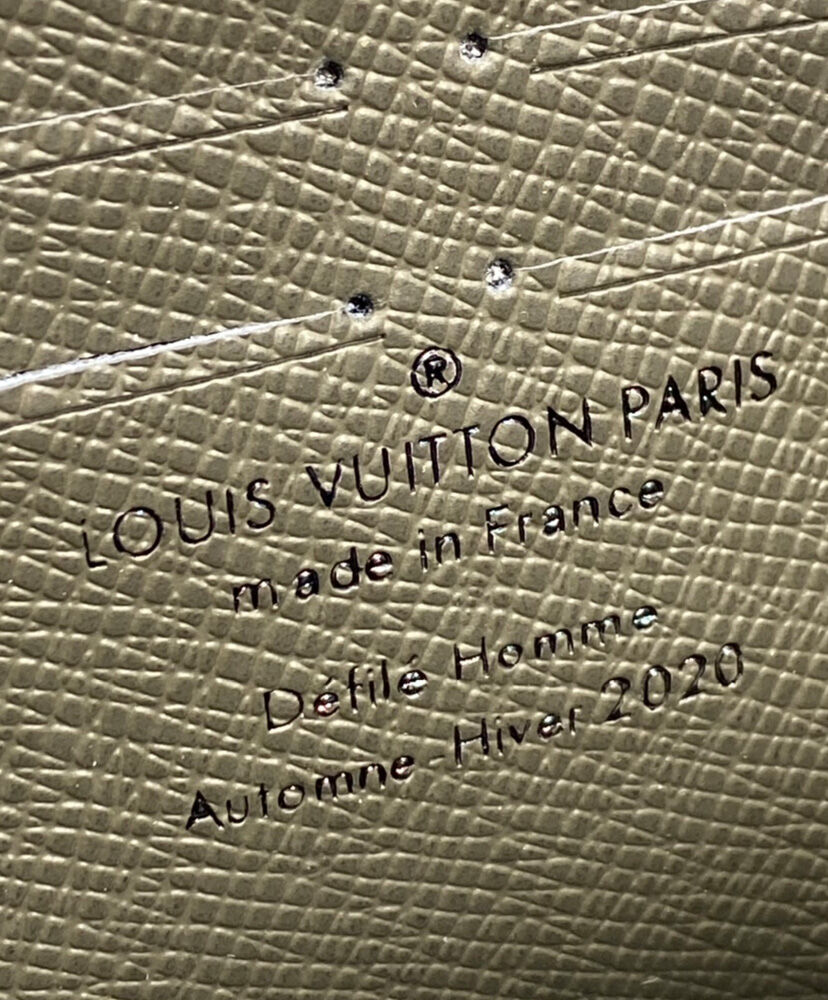 ®
LOUIS VUITTON PARIS
made in France
Défilé Homme
Automne-Hiver 2020